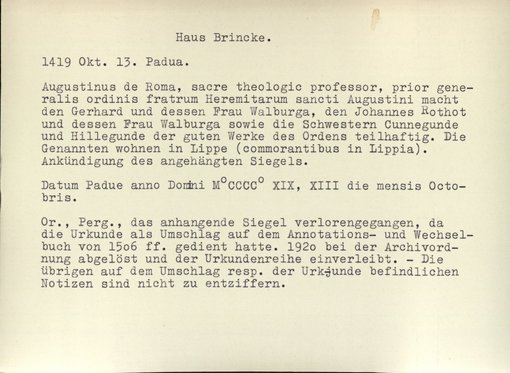 Haus Brincke.
1419 Okt. 13. Padua.
Augustinus de Roma, sacre theologic professor, prior gene-
ralis ordinis fratrum Heremitarum sancti Augustini macht
den Gerhard und dessen Frau Walburga, den Johannes Rothot
und dessen Frau Walburga sowie die Schwestern Cunnegunde
und Hillegunde der guten Werke des Ordens teilhaftig. Die
Genannten wohnen in Lippe (commorantibus in Lippia).
Ankündigung des angehängten Siegels.
Datum Padue anno Domini M°CCCC° XIX, XIII die mensis Octo-
bris.
Or., Perg., das anhangende Siegel verlorengegangen, da
die Urkunde als Umschlag auf dem Annotations- und Wechsel-
buch von 15o6 ff. gedient hatte. 192o bei der Archivord-
nung abgelöst und der Urkundenreihe einverleibt. - Die
übrigen auf dem Umschlag resp. der Urkunde befindlichen
Notizen sind nicht zu entziffern.